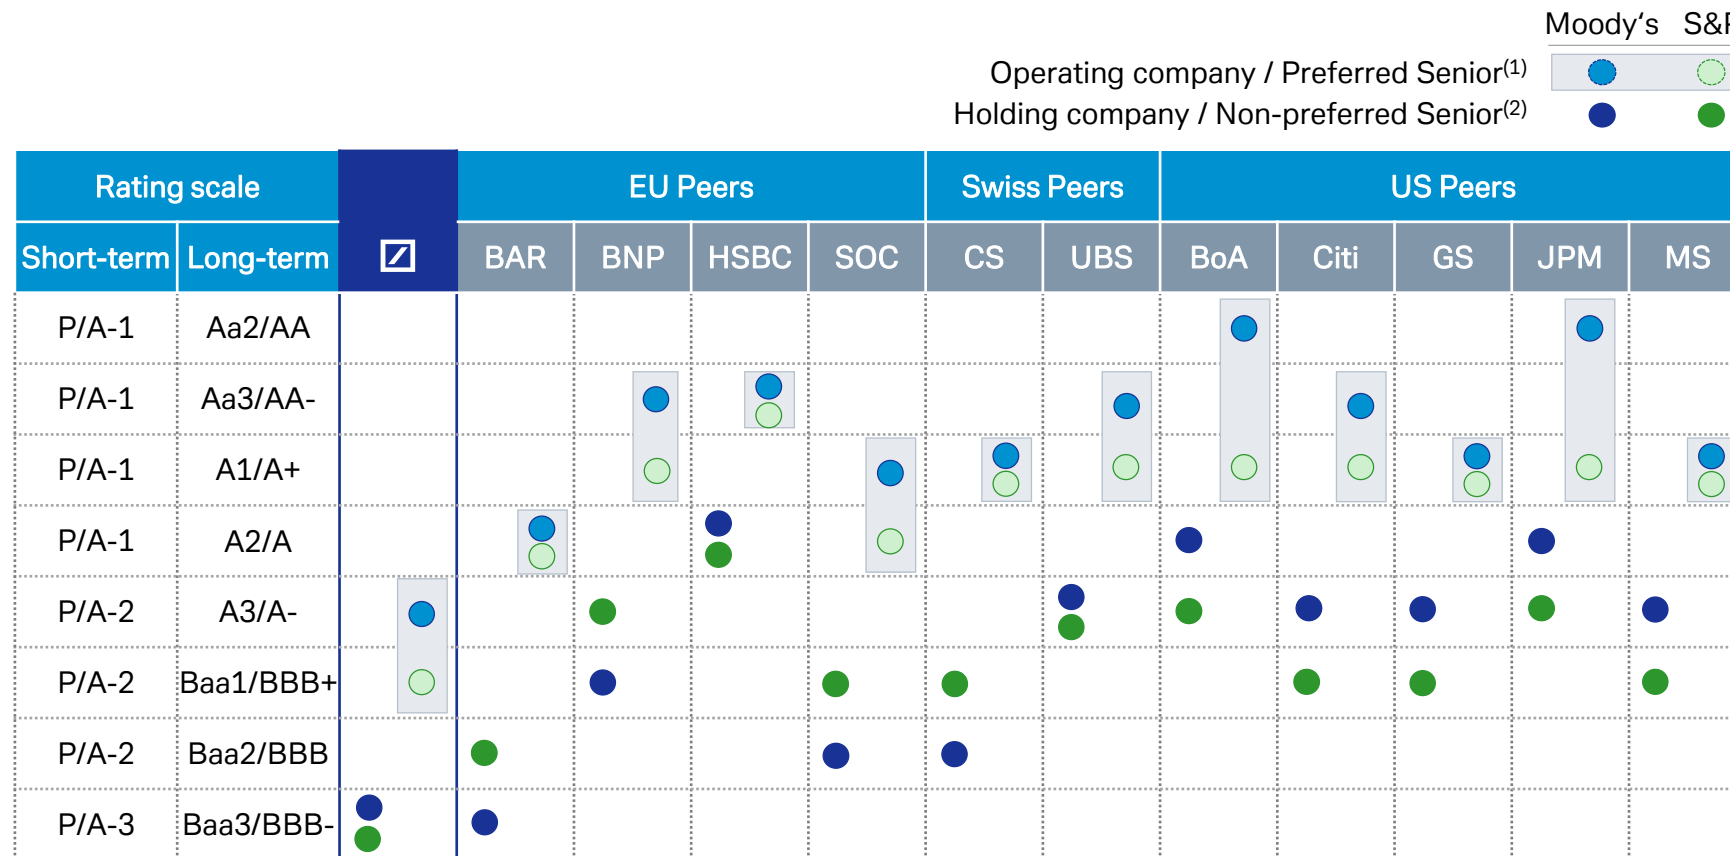 Moody‘s S&P
Operating company / Preferred Senior(1)
Holding company / Non-preferred Senior(2)
Rating scale EU Peers Swiss Peers US Peers
Short-term Long-term BAR BNP HSBC SOC CS UBS BoA Citi GS JPM MS
P/A-1 Aa2/AA
P/A-1 Aa3/AA-
P/A-1 A1/A+
P/A-1 A2/A
P/A-2 A3/A-
P/A-2 Baa1/BBB+
P/A-2 Baa2/BBB
P/A-3 Baa3/BBB-